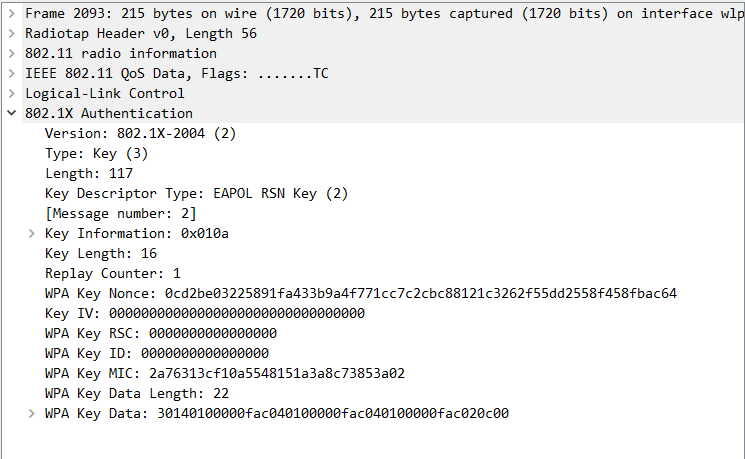 Frame 2093: 215 bytes on wire (1720 bits), 215 bytes captured (1720 bits) on interface wlp
Radiotap Header v0, Length 56
802.11 radio information
IEEE 802.11 QoS Data, Flags: .......TC
Logical-Link Control
802.1X Authentication
Version: 802.1X-2004 (2)
Type: Key (3)
Length: 117
Key Descriptor Type: EAPOL RSN Key (2)
[Message number: 2]
Key Information: 0x010a
Key Length: 16
Replay Counter: 1
WPA Key Nonce: 0cd2be03225891fa433b9a4f771cc7c2cbc88121c3262f55dd2558f458fbac64
Key IV: 00000000000000000000000000000000
WPA Key RSC: 0000000000000000
WPA Key ID: 0000000000000000
WPA Key MIC: 2a76313cf10a5548151a3a8c73853a02
WPA Key Data Length: 22
WPA Key Data: 30140100000fac040100000fac040100000fac020c00